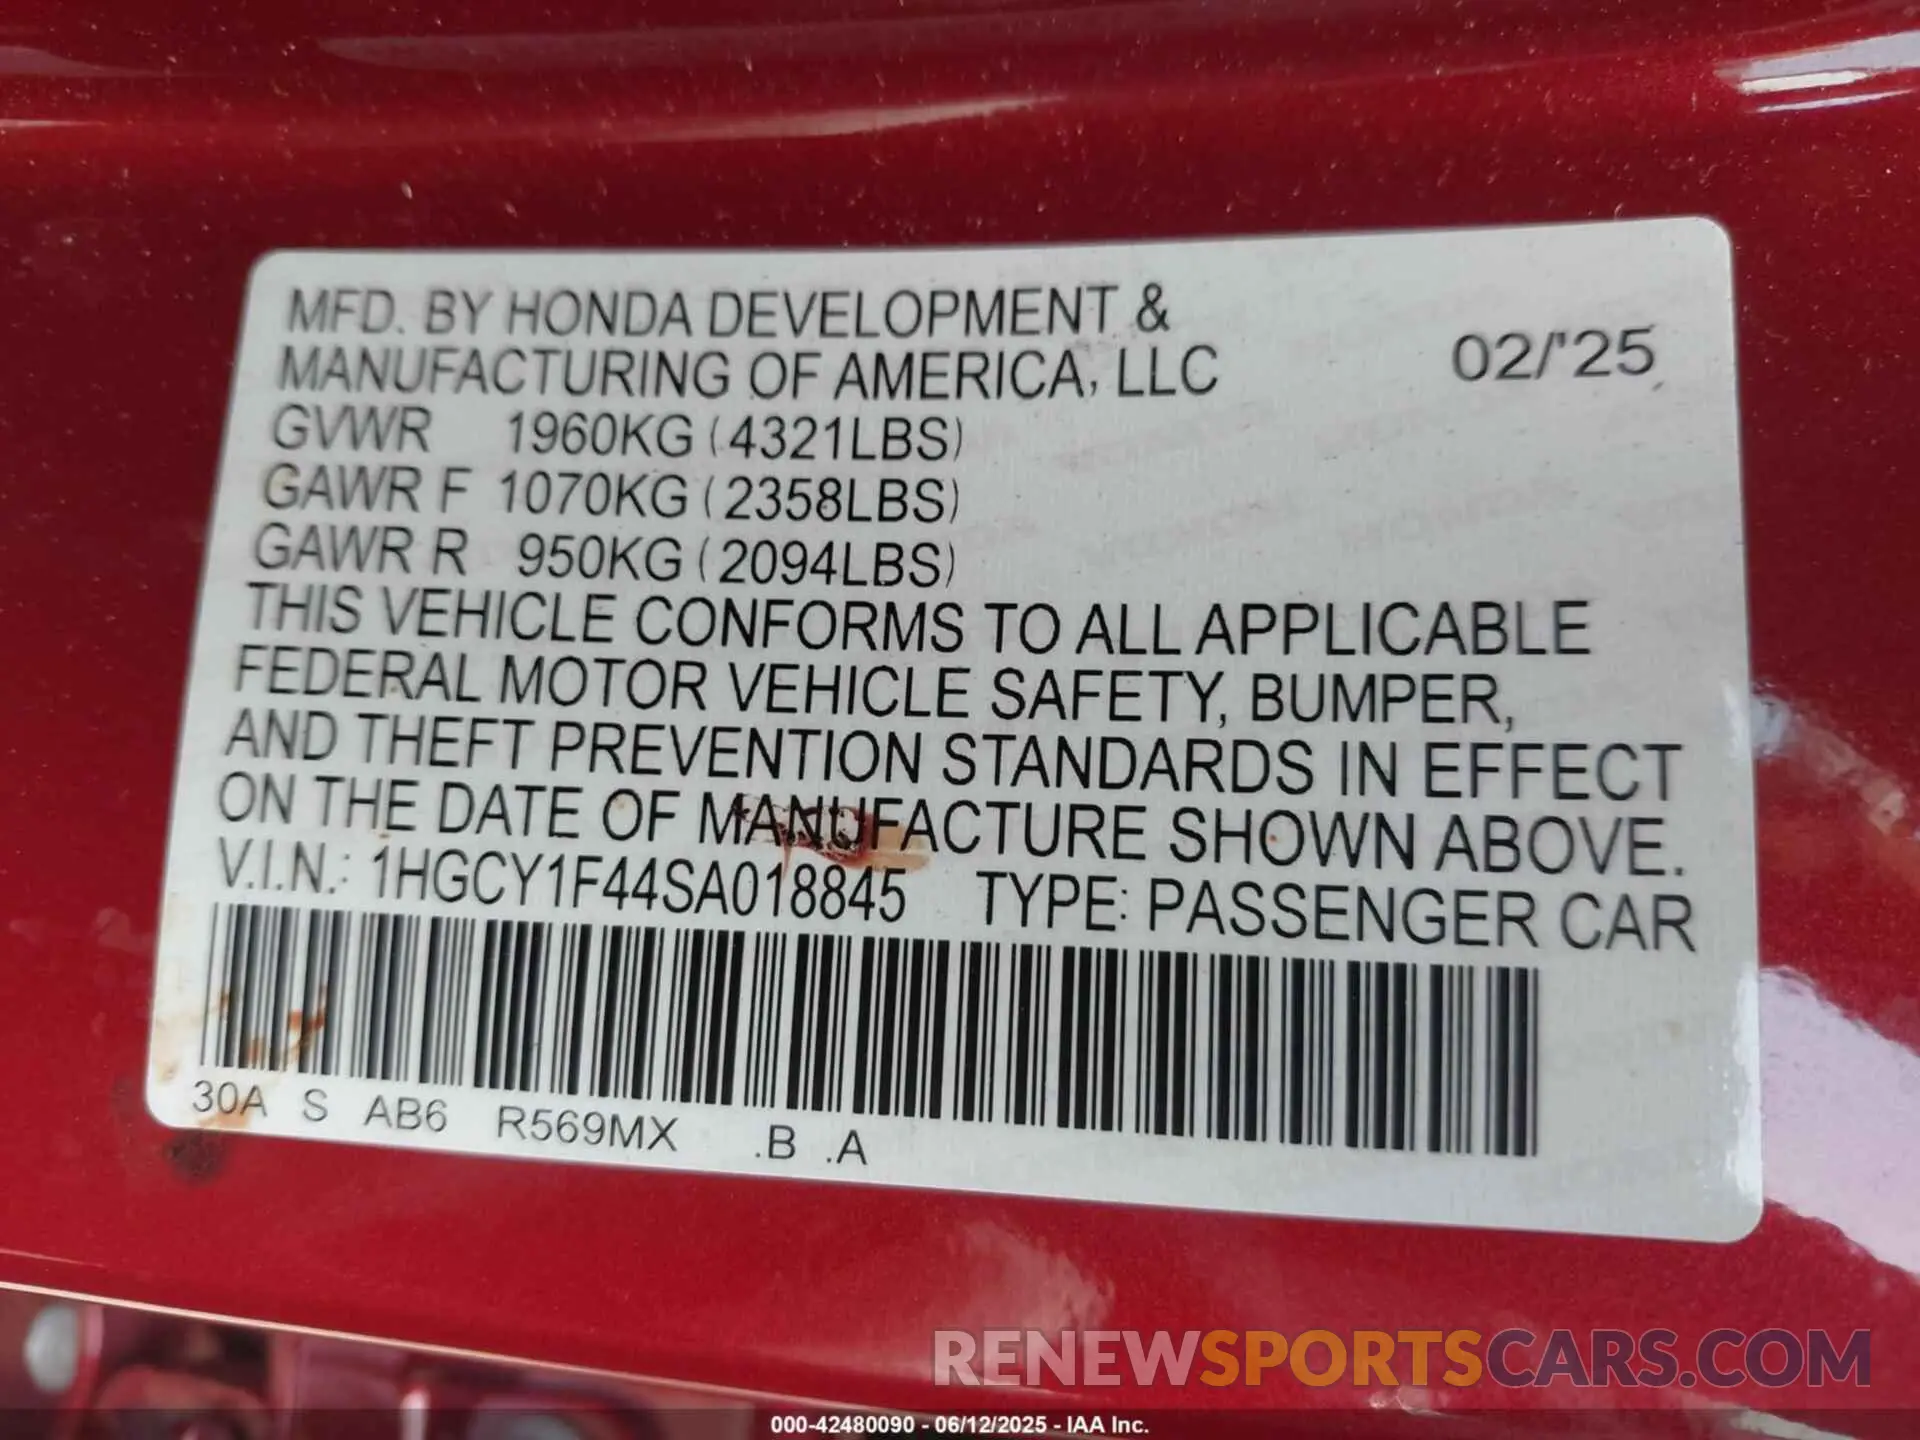 MFD. BY HONDA DEVELOPMENT &
MANUFACTURING OF AMERICA, LLC 02/'25
GVWR 1960KG (4321LBS)
GAWR F 1070KG (2358LBS)
GAWR R 950KG (2094LBS)
THIS VEHICLE CONFORMS TO ALL APPLICABLE
FEDERAL MOTOR VEHICLE SAFETY, BUMPER,
AND THEFT PREVENTION STANDARDS IN EFFECT
ON THE DATE OF MANUFACTURE SHOWN ABOVE.
V.I.N.: 1HGCY1F44SA018845 TYPE: PASSENGER CAR
30A S AB6 R569MX .B .A
RENEWSPORTSCARS.COM
000-42480090 - 06/12/2025 - IAA Inc.